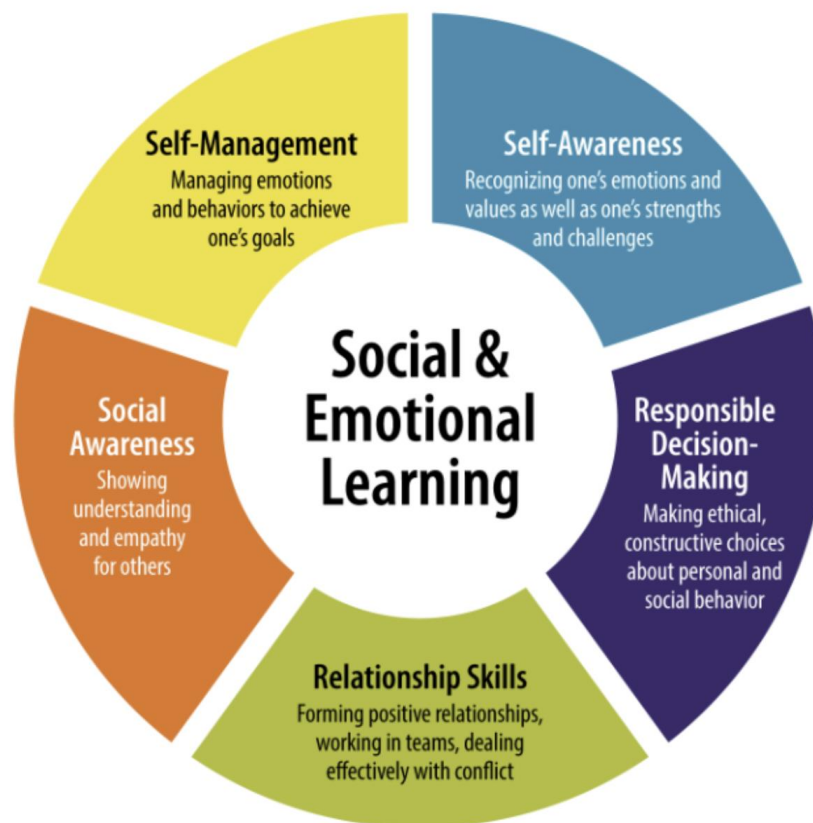 Self-Management
Managing emotions
and behaviors to achieve
one's goals
Self-Awareness
Recognizing one's emotions and
values as well as one's strengths
and challenges
Social &
Emotional
Learning
Social
Awareness
Showing
understanding
and empathy
for others
Responsible
Decision-
Making
Making ethical,
constructive choices
about personal and
social behavior
Relationship Skills
Forming positive relationships,
working in teams, dealing
effectively with conflict